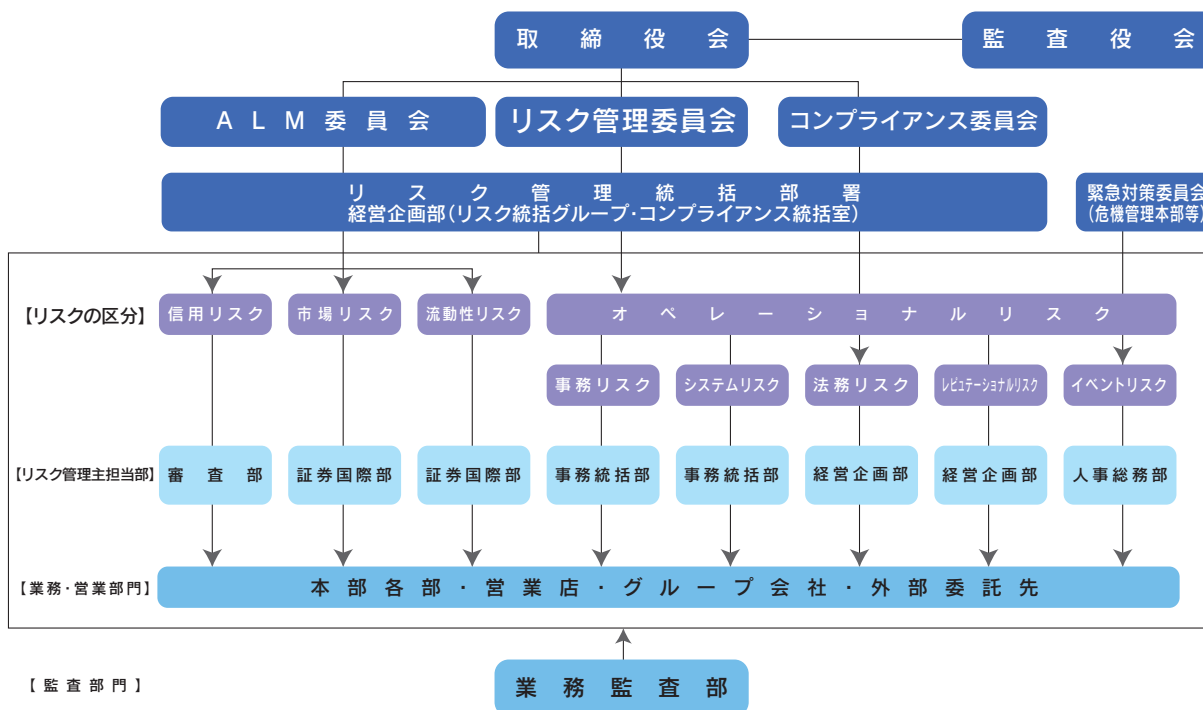 取締役会
監査役会
ALM委員会
リスク管理委員会
コンプライアンス委員会
リスク管理統括部署
経営企画部(リスク統括グループ・コンプライアンス統括室)
緊急対策委員会
(危機管理本部等)
【リスクの区分】
信用リスク
市場リスク
流動性リスク
オペレーショナルリスク
事務リスク
システムリスク
法務リスク
レピュテーショナルリスク
イベントリスク
【リスク管理主担当部】
審査部
証券国際部
証券国際部
事務統括部
事務統括部
経営企画部
経営企画部
人事総務部
【業務・営業部門】
本部各部・営業店・グループ会社・外部委託先
【監査部門】
業務監査部